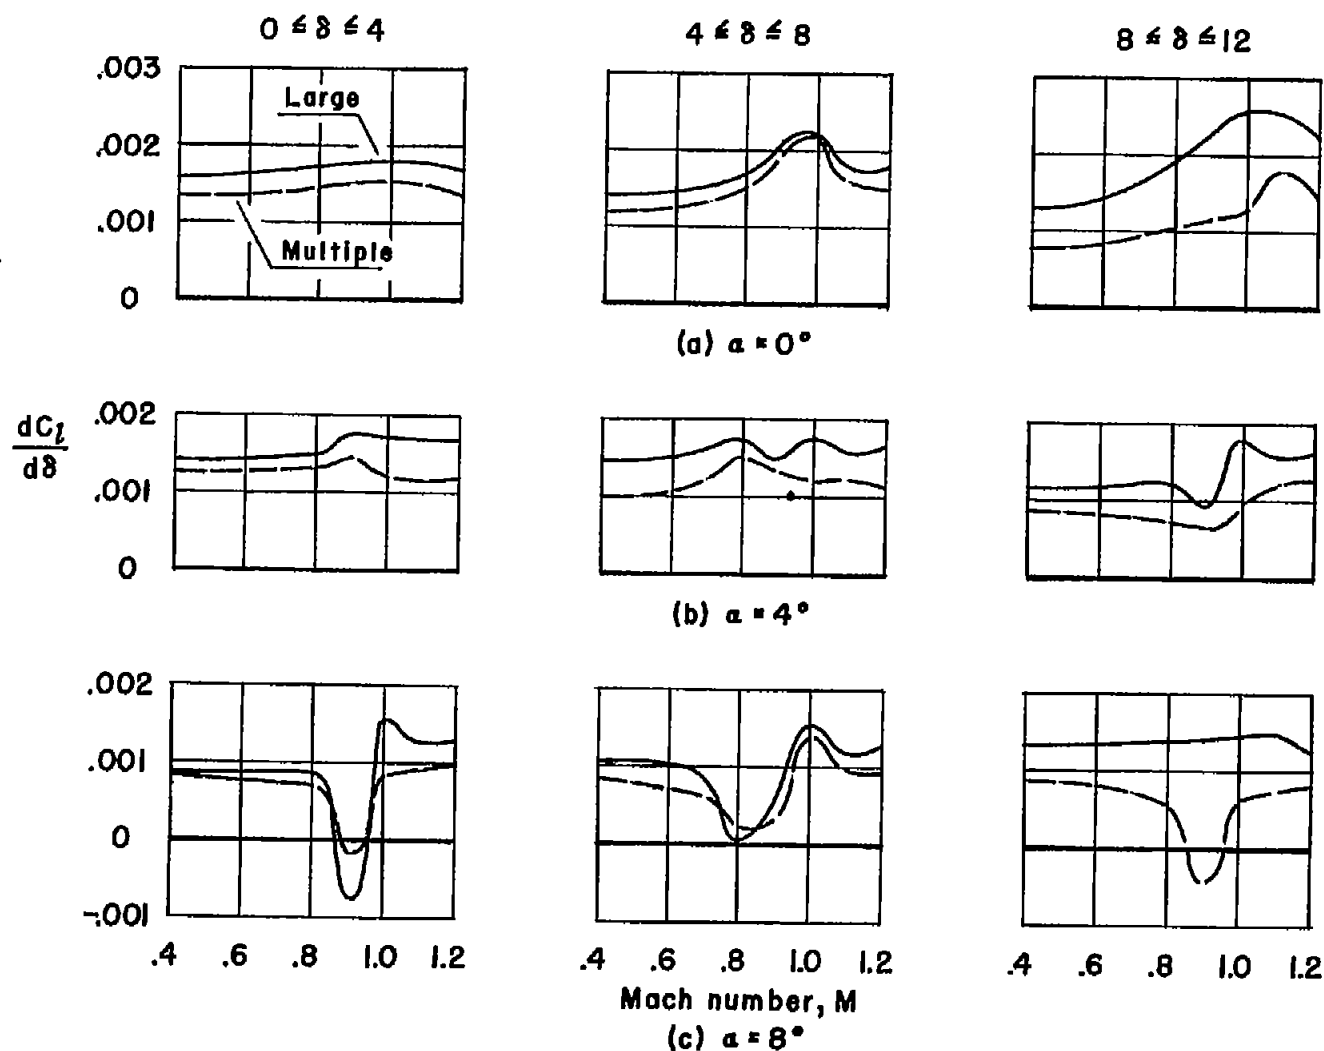 0 ≤ δ ≤ 4
4 ≤ δ ≤ 8
8 ≤ δ ≤ 12
.003
.002
.001
0
Large
Multiple
(a) α = 0°
dCl
dδ
.002
.001
0
(b) α = 4°
.002
.001
0
-.001
.4 .6 .8 1.0 1.2
.4 .6 .8 1.0 1.2
.4 .6 .8 1.0 1.2
Mach number, M
(c) α = 8°